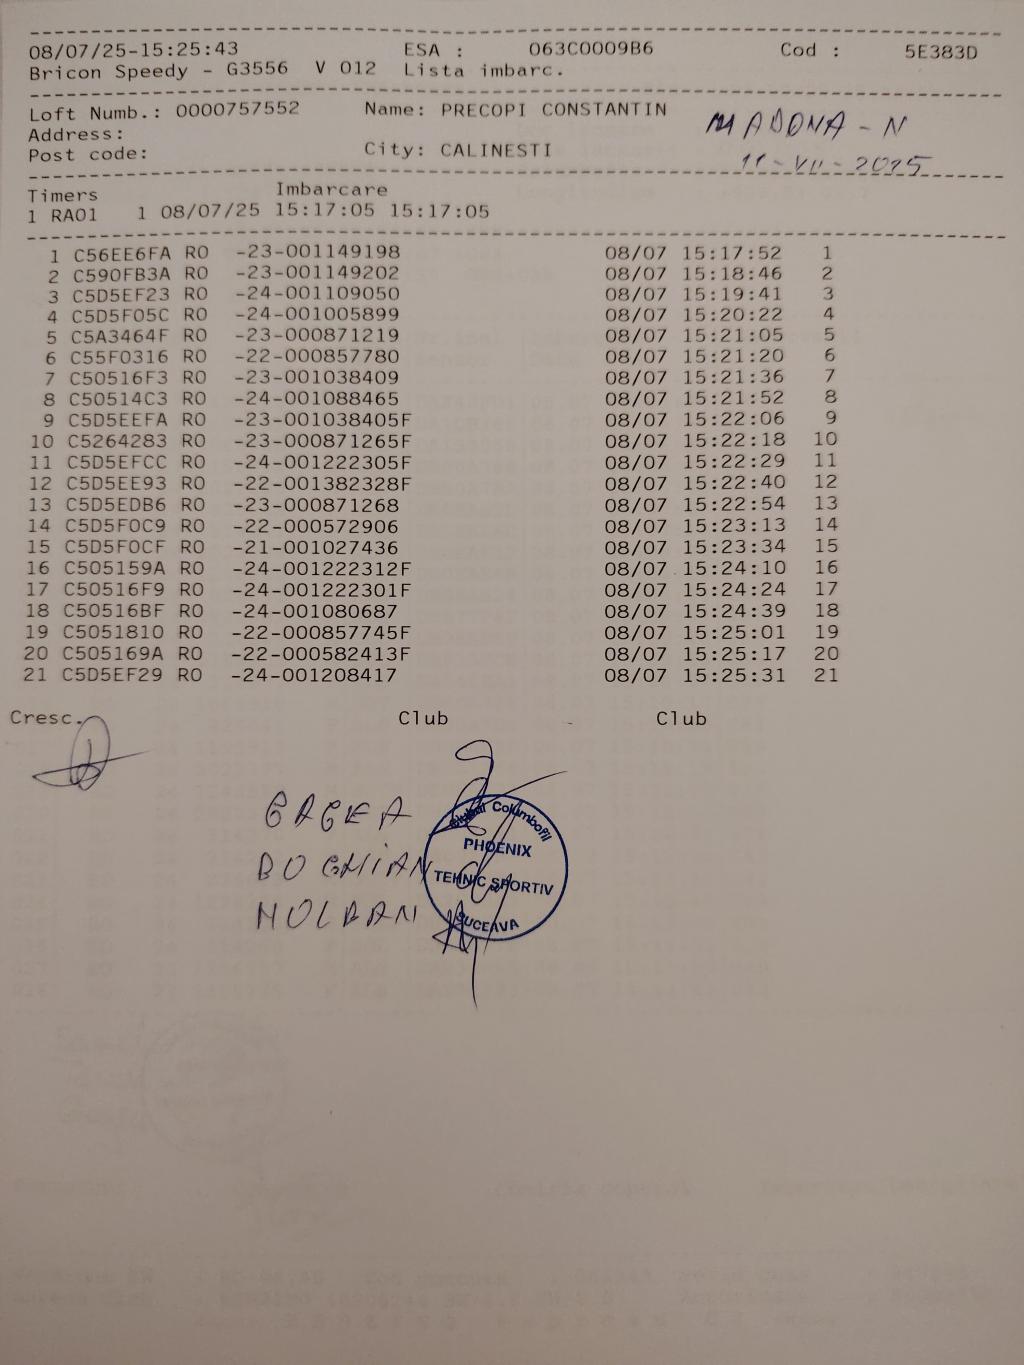 08/07/25-15:25:43 ESA : 063C0009B6 Cod : 5E383D
Bricon Speedy - G3556 V 012 Lista imbarc.
Loft Numb.: 0000757552 Name: PRECOPI CONSTANTIN
MADONA - N
Address:
Post code: City: CALINESTI
11-VII-2025
Timers Imbarcare
1 RA01 1 08/07/25 15:17:05 15:17:05
1 C56EE6FA RO -23-001149198 08/07 15:17:52 1
2 C590FB3A RO -23-001149202 08/07 15:18:46 2
3 C5D5EF23 RO -24-001109050 08/07 15:19:41 3
4 C5D5F05C RO -24-001005899 08/07 15:20:22 4
5 C5A3464F RO -23-000871219 08/07 15:21:05 5
6 C55F0316 RO -22-000857780 08/07 15:21:20 6
7 C50516F3 RO -23-001038409 08/07 15:21:36 7
8 C50514C3 RO -24-001088465 08/07 15:21:52 8
9 C5D5EEFA RO -23-001038405F 08/07 15:22:06 9
10 C5264283 RO -23-000871265F 08/07 15:22:18 10
11 C5D5EFCC RO -24-001222305F 08/07 15:22:29 11
12 C5D5EE93 RO -22-001382328F 08/07 15:22:40 12
13 C5D5EDB6 RO -23-000871268 08/07 15:22:54 13
14 C5D5F0C9 RO -22-000572906 08/07 15:23:13 14
15 C5D5F0CF RO -21-001027436 08/07 15:23:34 15
16 C505159A RO -24-001222312F 08/07 15:24:10 16
17 C50516F9 RO -24-001222301F 08/07 15:24:24 17
18 C50516BF RO -24-001080687 08/07 15:24:39 18
19 C5051810 RO -22-000857745F 08/07 15:25:01 19
20 C505169A RO -22-000582413F 08/07 15:25:17 20
21 C5D5EF29 RO -24-001208417 08/07 15:25:31 21
Cresc. Club Club
GAGEA
BOGHIAN
MOLDAN
Columbofil
PHOENIX
TEHNIC SPORTIV
SUCEAVA